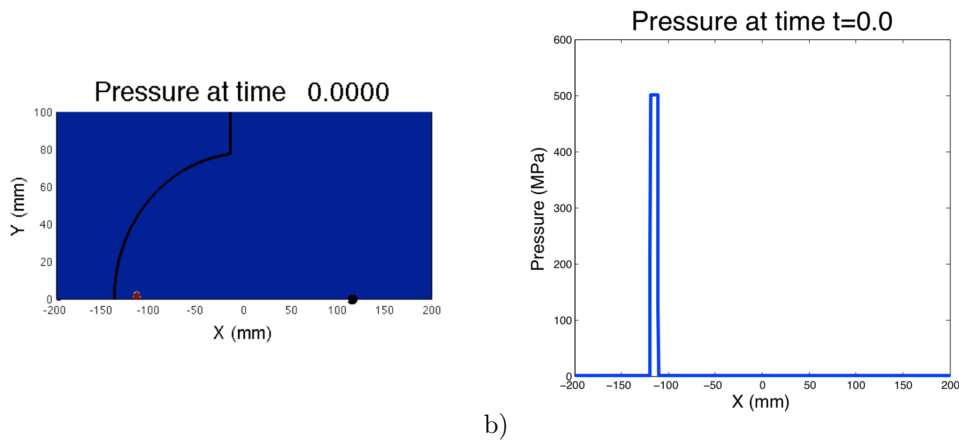 Pressure at time 0.0000
100
80
60
40
20
0
Y (mm)
-200 -150 -100 -50 0 50 100 150 200
X (mm)
Pressure at time t=0.0
600
500
400
300
200
100
0
Pressure (MPa)
−200 −150 −100 −50 0 50 100 150 200
X (mm)
b)